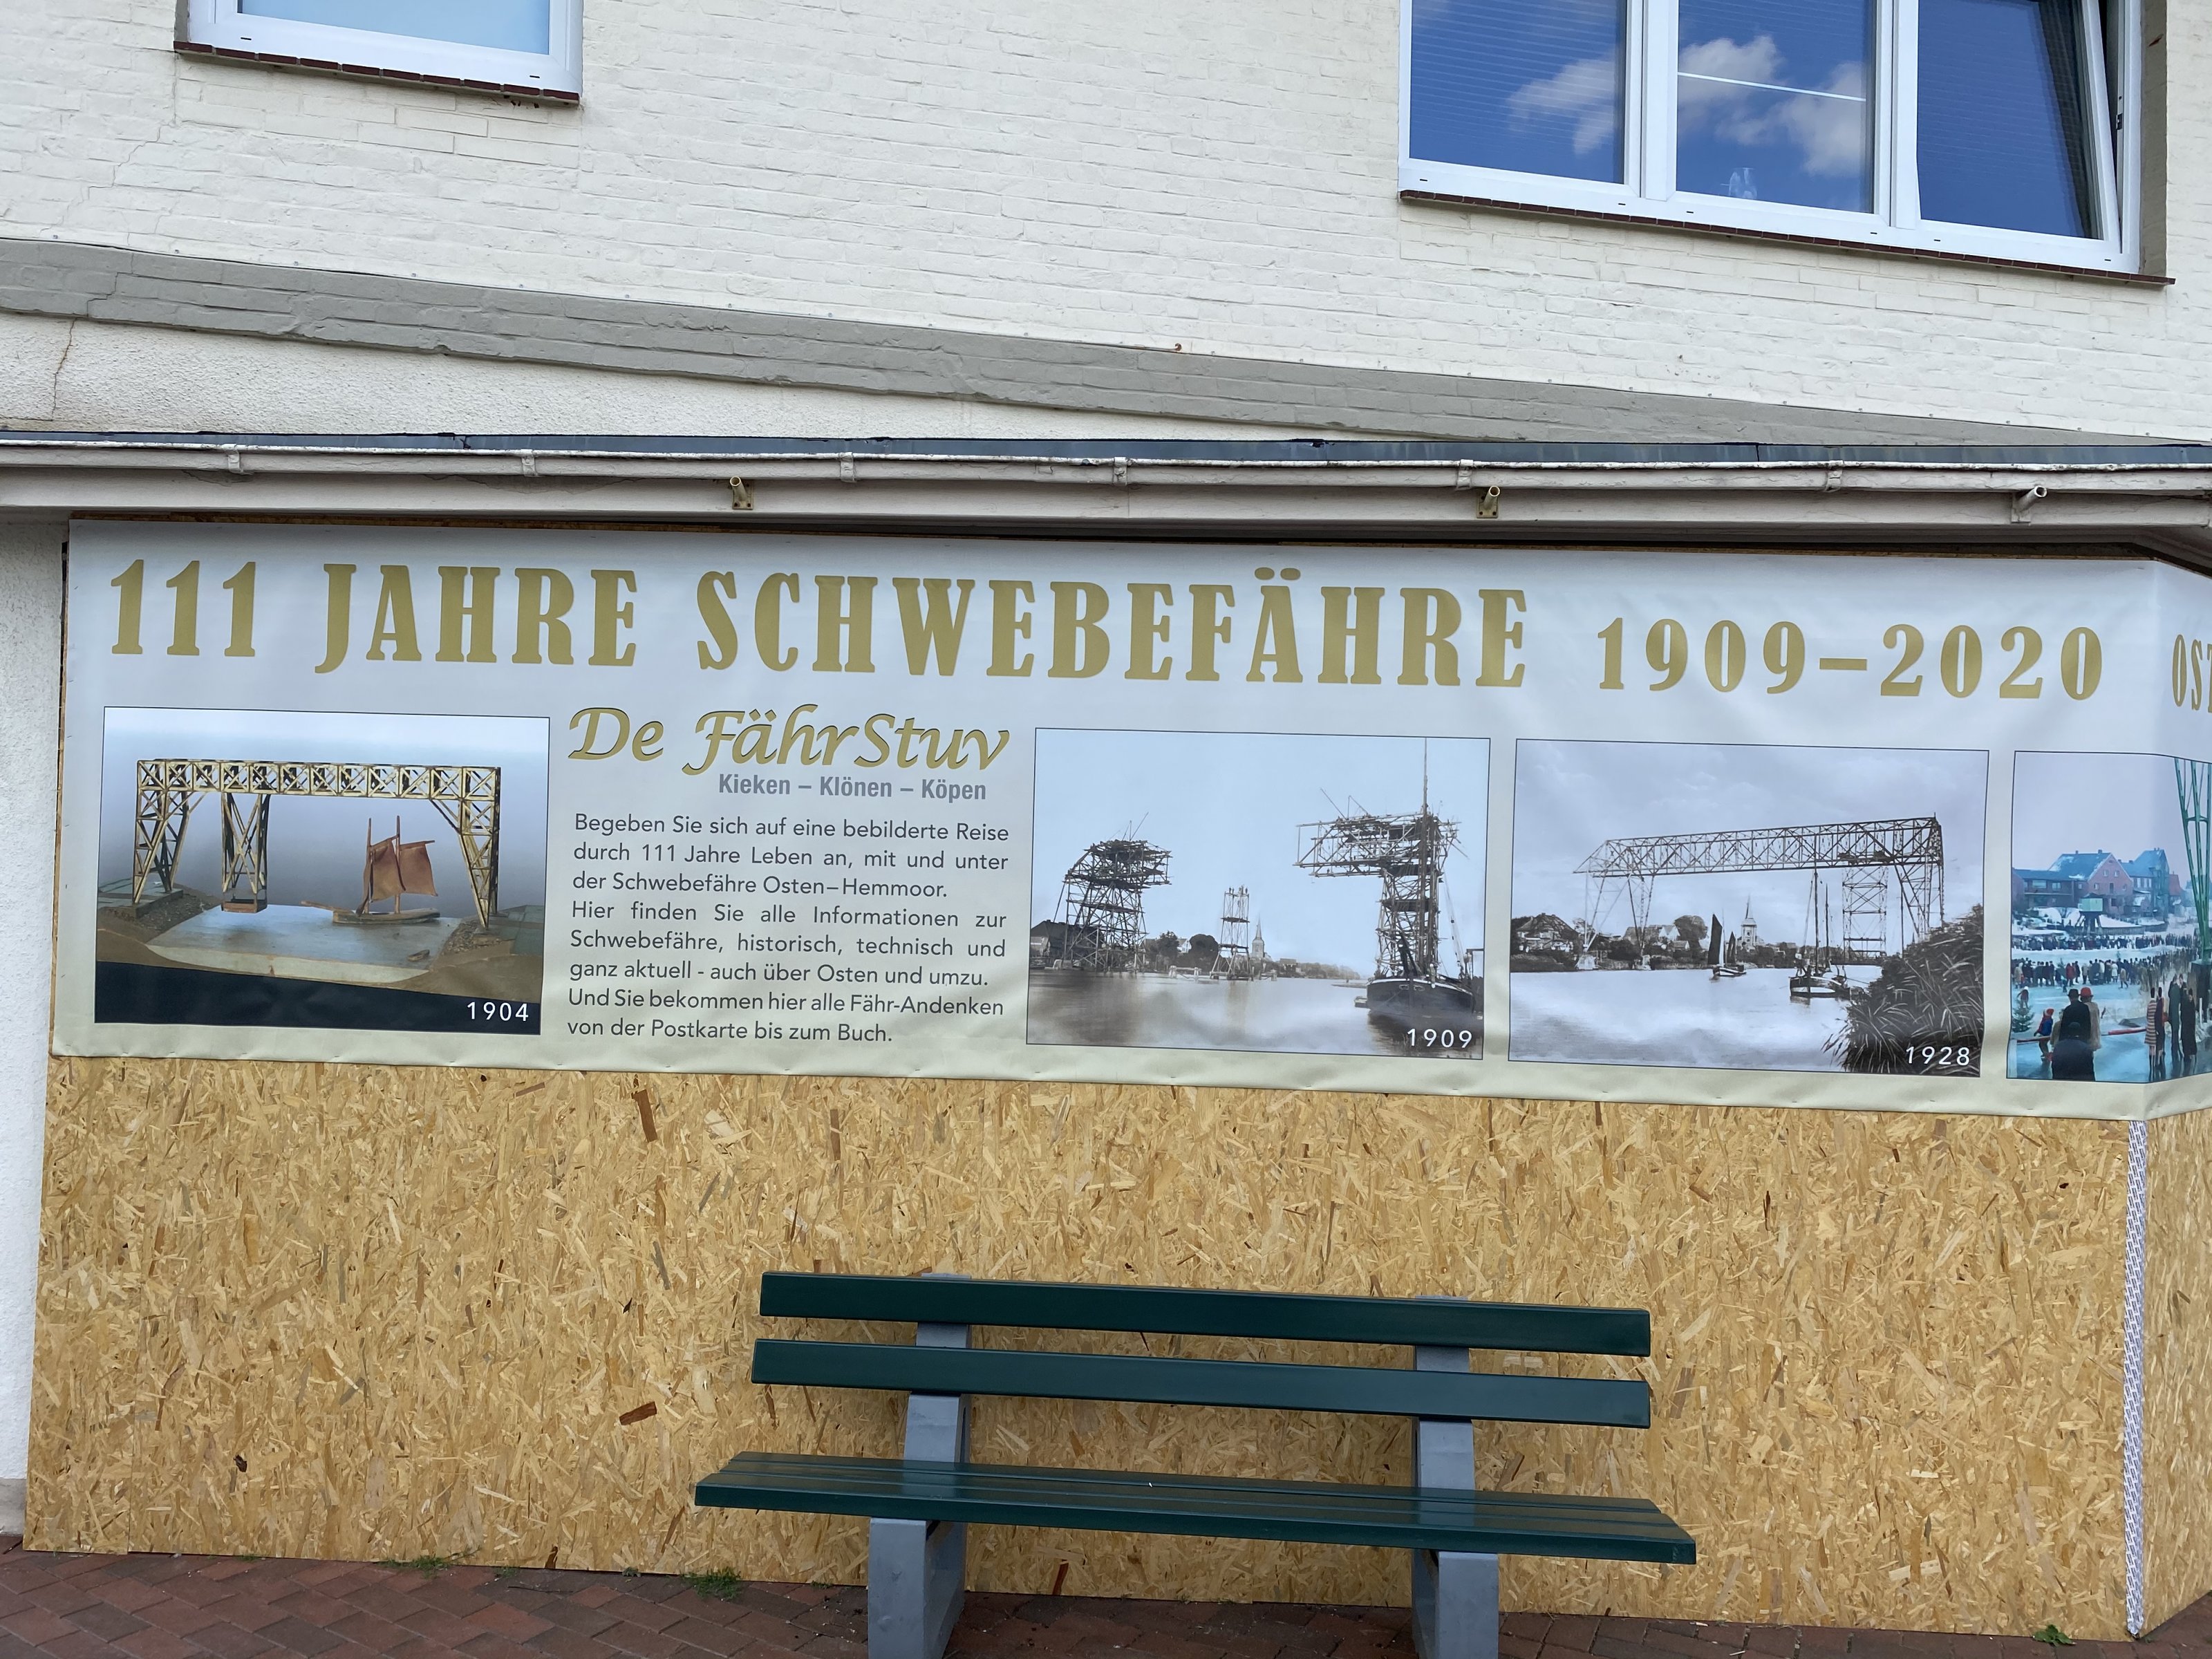 111 JAHRE SCHWEBEFÄHRE 1909–2020
De FährStuv
Kieken – Klönen – Köpen
Begeben Sie sich auf eine bebilderte Reise
durch 111 Jahre Leben an, mit und unter
der Schwebefähre Osten–Hemmoor.
Hier finden Sie alle Informationen zur
Schwebefähre, historisch, technisch und
ganz aktuell - auch über Osten und umzu.
Und Sie bekommen hier alle Fähr-Andenken
von der Postkarte bis zum Buch.
1904
1909
1928